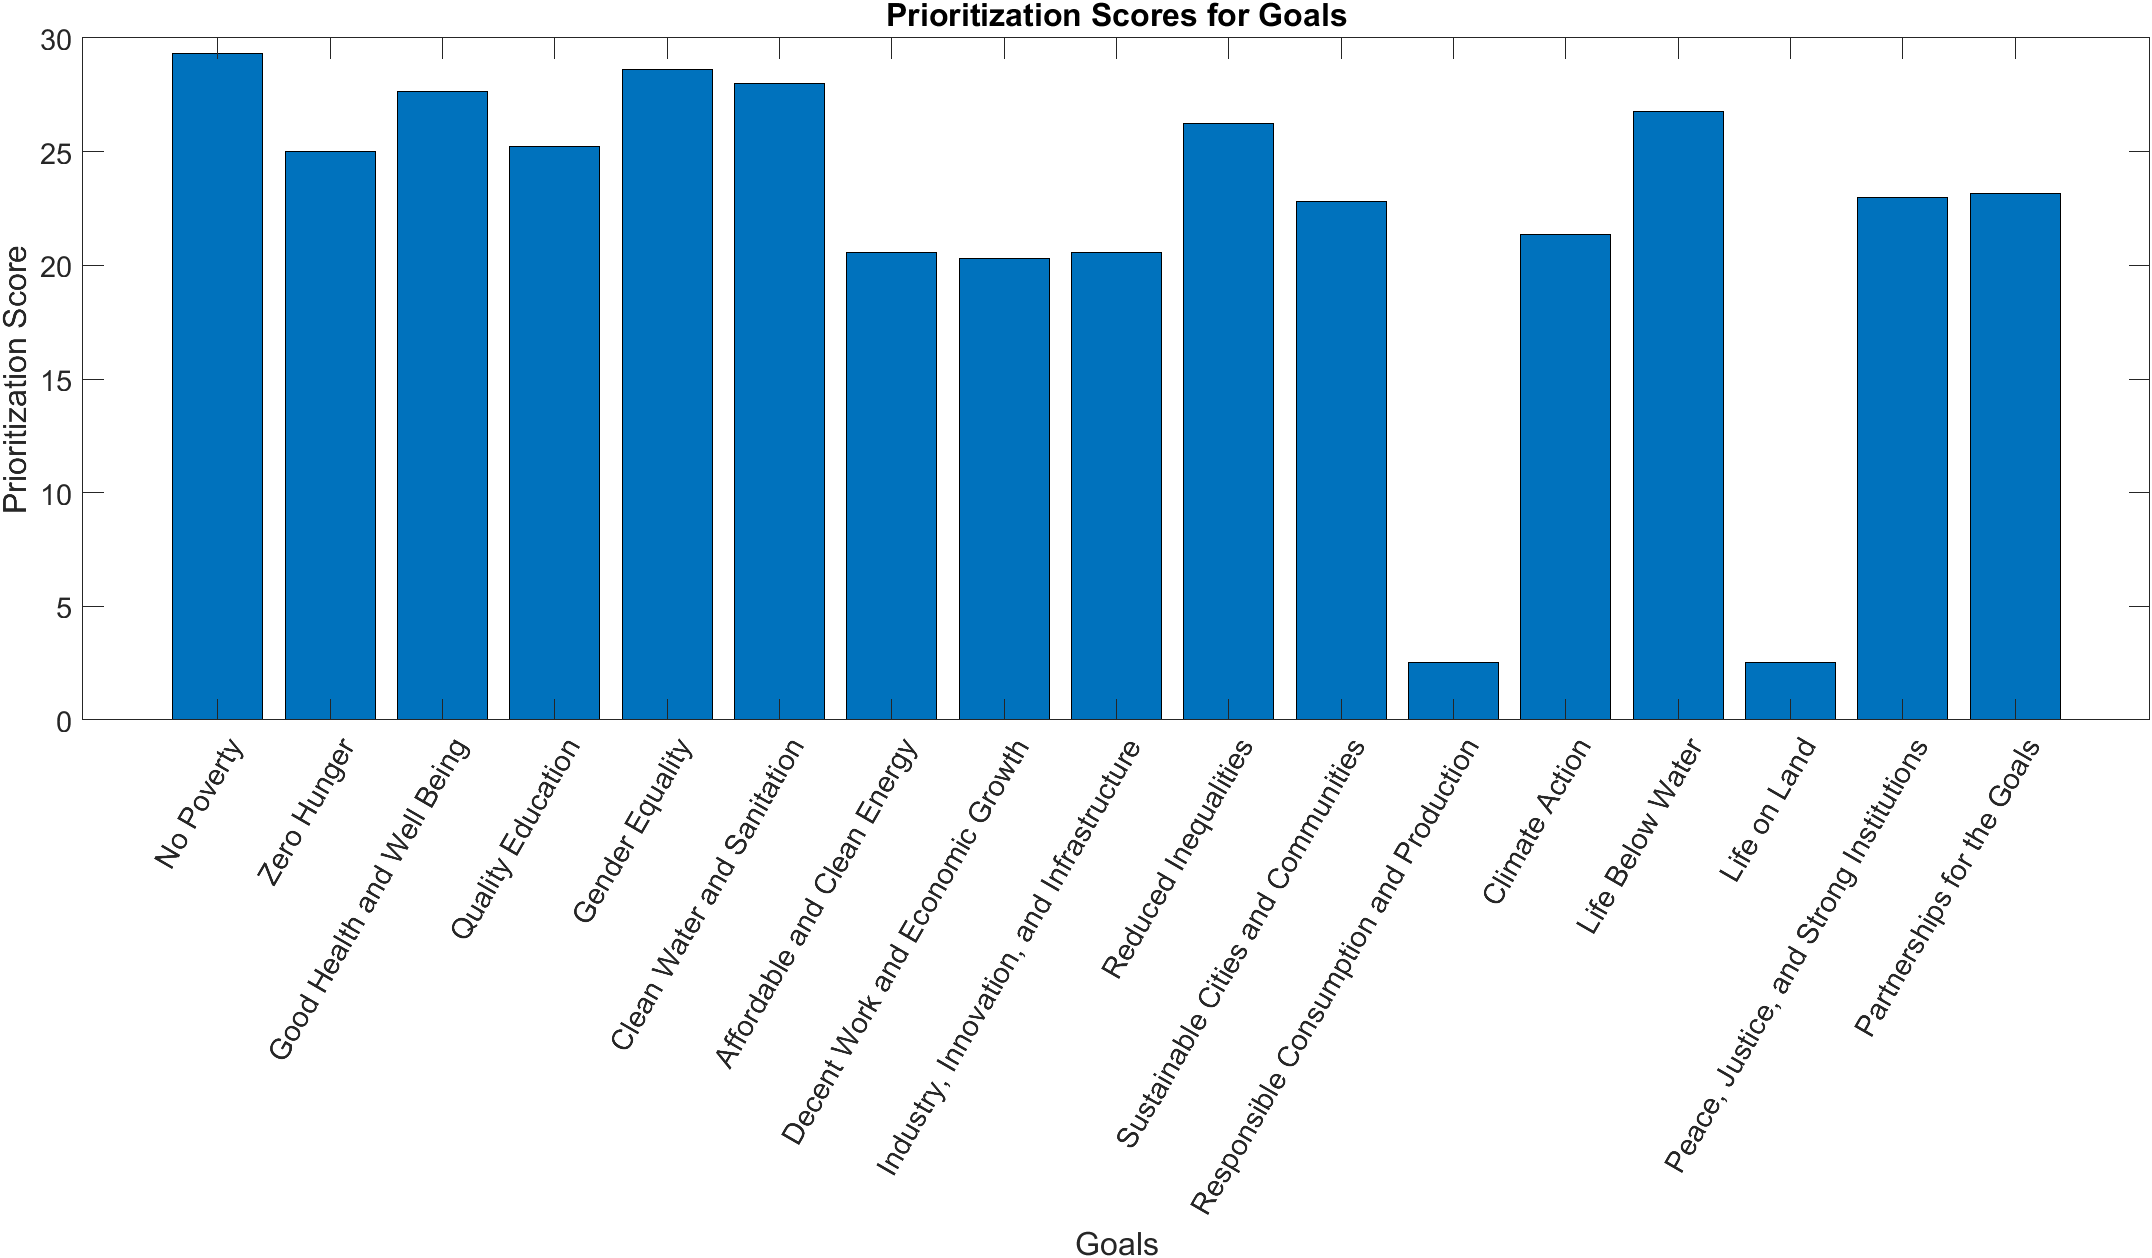 Prioritization Scores for Goals
30
25
20
15
10
5
0
Prioritization Score
No Poverty
Zero Hunger
Good Health and Well Being
Quality Education
Gender Equality
Clean Water and Sanitation
Affordable and Clean Energy
Decent Work and Economic Growth
Industry, Innovation, and Infrastructure
Reduced Inequalities
Sustainable Cities and Communities
Responsible Consumption and Production
Climate Action
Life Below Water
Life on Land
Peace, Justice, and Strong Institutions
Partnerships for the Goals
Goals